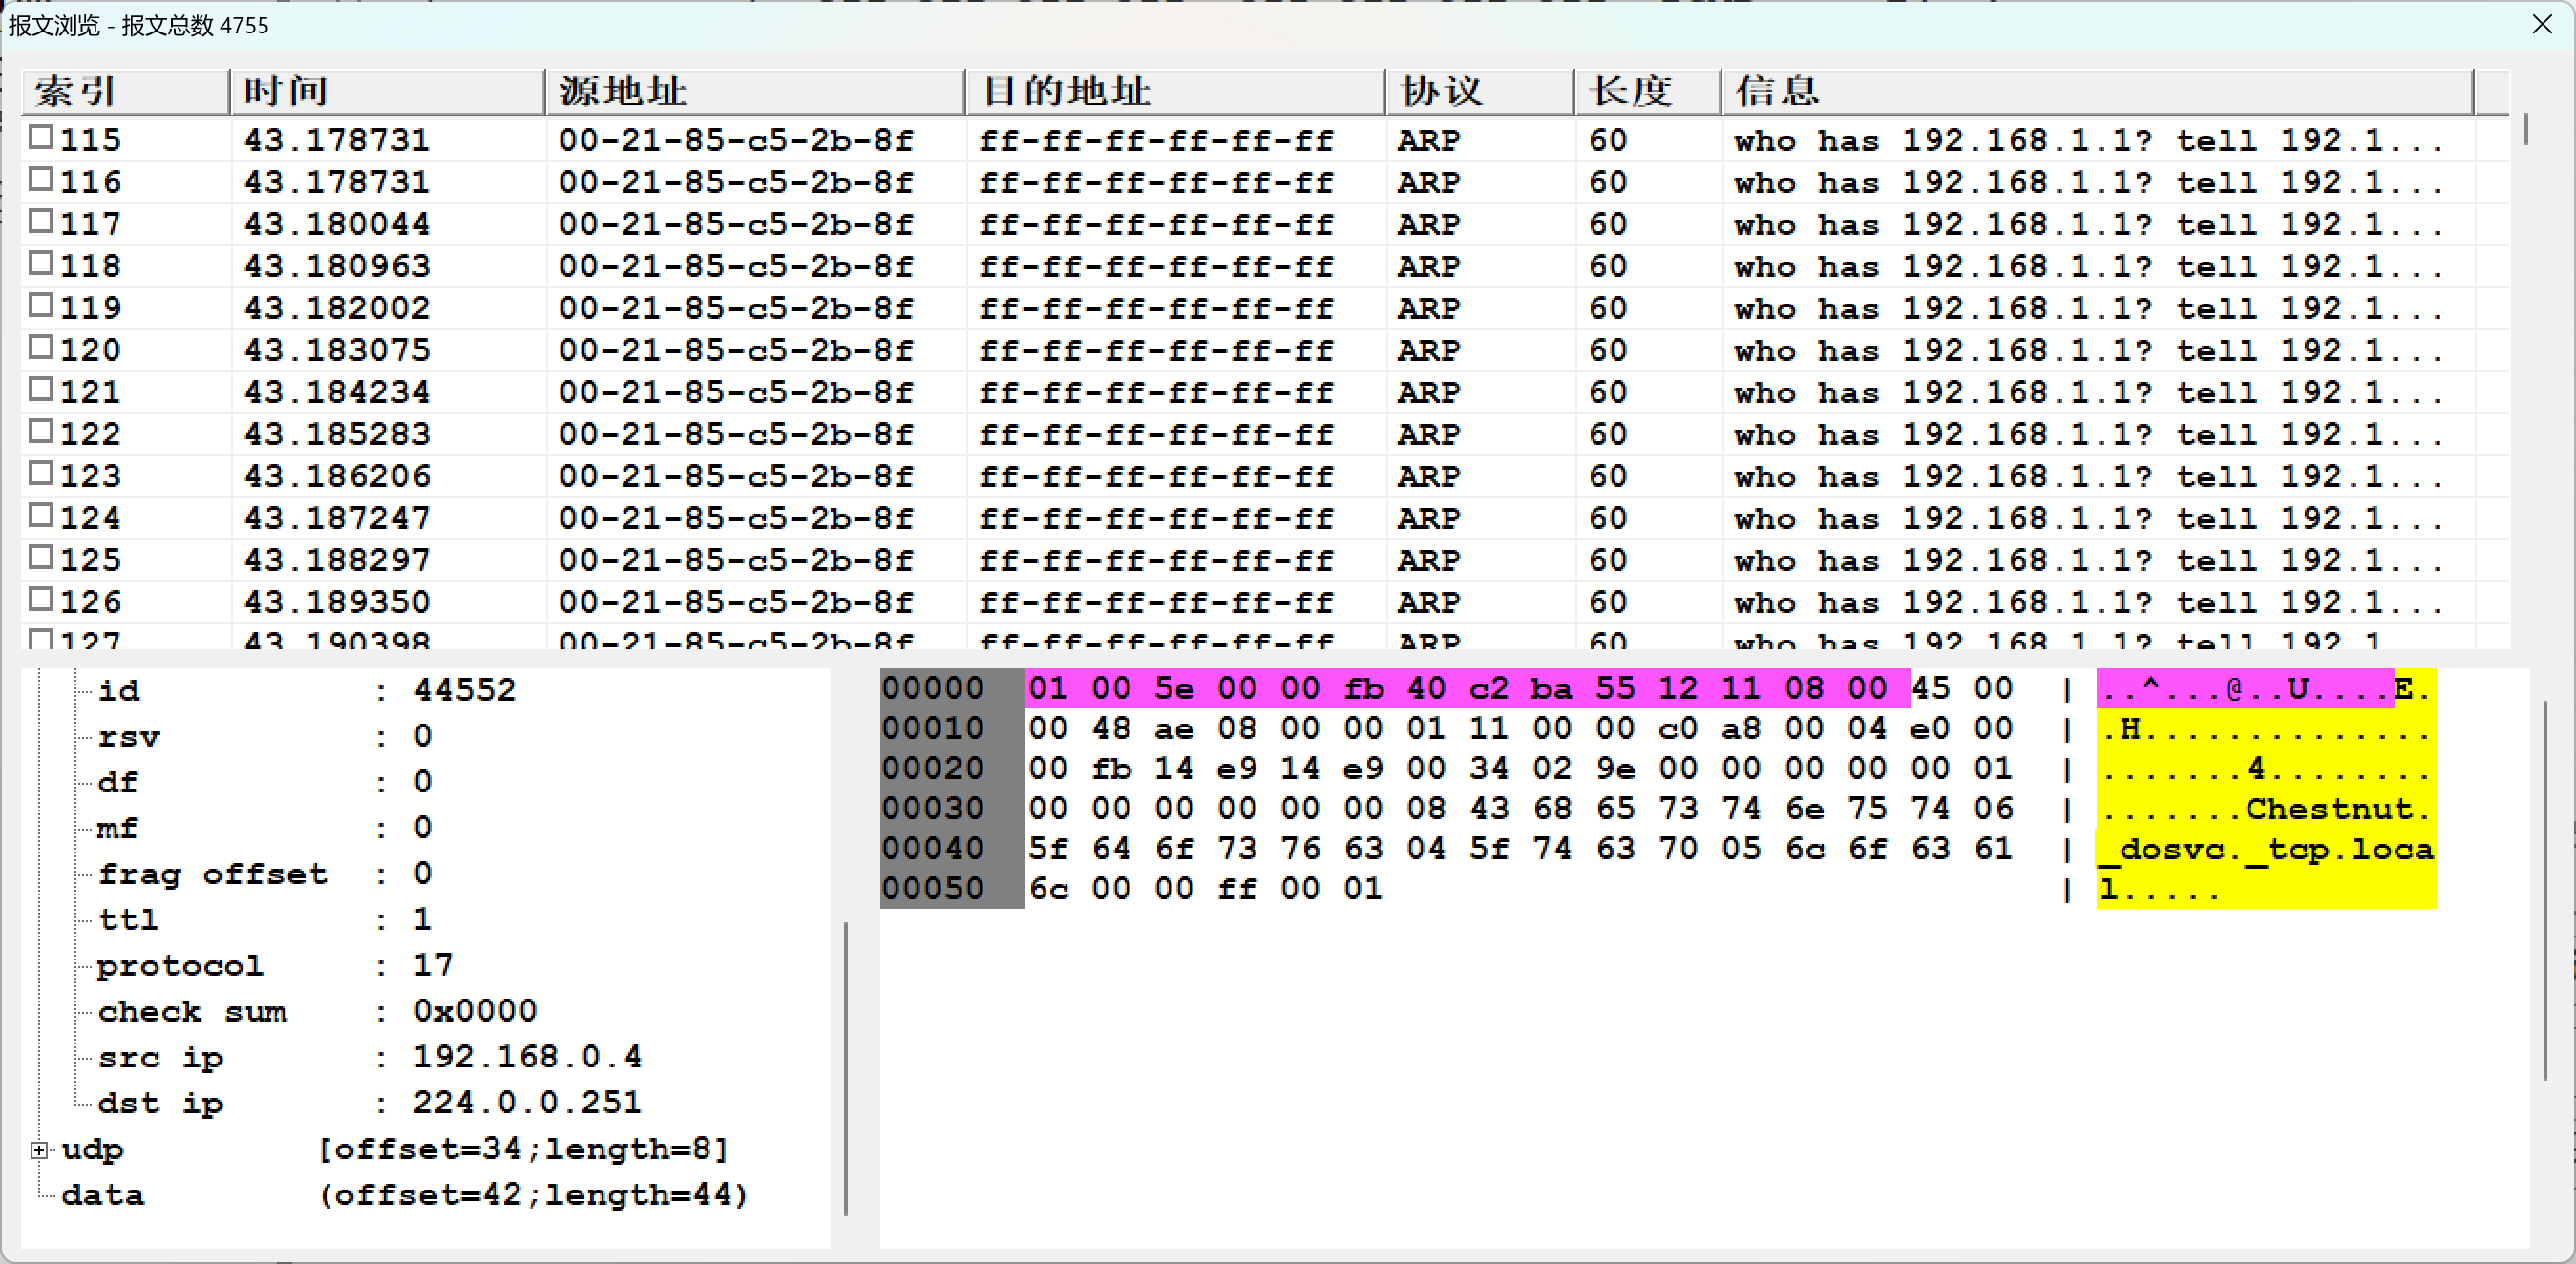 报文浏览 - 报文总数 4755
索引 时间 源地址 目的地址 协议 长度 信息
115 43.178731 00-21-85-c5-2b-8f ff-ff-ff-ff-ff-ff ARP 60 who has 192.168.1.1? tell 192.1...
116 43.178731 00-21-85-c5-2b-8f ff-ff-ff-ff-ff-ff ARP 60 who has 192.168.1.1? tell 192.1...
117 43.180044 00-21-85-c5-2b-8f ff-ff-ff-ff-ff-ff ARP 60 who has 192.168.1.1? tell 192.1...
118 43.180963 00-21-85-c5-2b-8f ff-ff-ff-ff-ff-ff ARP 60 who has 192.168.1.1? tell 192.1...
119 43.182002 00-21-85-c5-2b-8f ff-ff-ff-ff-ff-ff ARP 60 who has 192.168.1.1? tell 192.1...
120 43.183075 00-21-85-c5-2b-8f ff-ff-ff-ff-ff-ff ARP 60 who has 192.168.1.1? tell 192.1...
121 43.184234 00-21-85-c5-2b-8f ff-ff-ff-ff-ff-ff ARP 60 who has 192.168.1.1? tell 192.1...
122 43.185283 00-21-85-c5-2b-8f ff-ff-ff-ff-ff-ff ARP 60 who has 192.168.1.1? tell 192.1...
123 43.186206 00-21-85-c5-2b-8f ff-ff-ff-ff-ff-ff ARP 60 who has 192.168.1.1? tell 192.1...
124 43.187247 00-21-85-c5-2b-8f ff-ff-ff-ff-ff-ff ARP 60 who has 192.168.1.1? tell 192.1...
125 43.188297 00-21-85-c5-2b-8f ff-ff-ff-ff-ff-ff ARP 60 who has 192.168.1.1? tell 192.1...
126 43.189350 00-21-85-c5-2b-8f ff-ff-ff-ff-ff-ff ARP 60 who has 192.168.1.1? tell 192.1...
127 43.190398 00-21-85-c5-2b-8f ff-ff-ff-ff-ff-ff ARP 60 who has 192.168.1.1? tell 192.1
id : 44552
rsv : 0
df : 0
mf : 0
frag offset : 0
ttl : 1
protocol : 17
check sum : 0x0000
src ip : 192.168.0.4
dst ip : 224.0.0.251
udp [offset=34;length=8]
data (offset=42;length=44)
00000 01 00 5e 00 00 fb 40 c2 ba 55 12 11 08 00 45 00 | ..^...@..U....E.
00010 00 48 ae 08 00 00 01 11 00 00 c0 a8 00 04 e0 00 | .H..............
00020 00 fb 14 e9 14 e9 00 34 02 9e 00 00 00 00 00 01 | .......4........
00030 00 00 00 00 00 00 08 43 68 65 73 74 6e 75 74 06 | .......Chestnut.
00040 5f 64 6f 73 76 63 04 5f 74 63 70 05 6c 6f 63 61 | _dosvc._tcp.loca
00050 6c 00 00 ff 00 01 | l.....